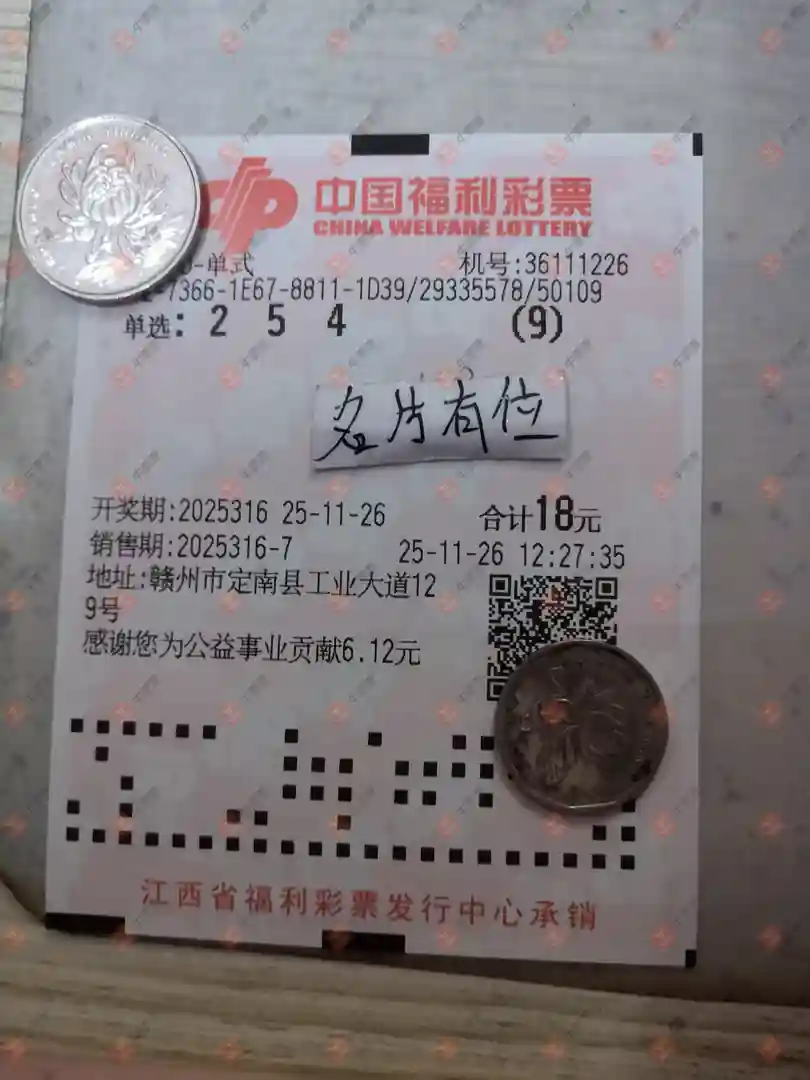 中国福利彩票
CHINA WELFARE LOTTERY
-单式 机号:36111226
-7366-1E67-8811-1D39/29335578/50109
单选: 2 5 4 (9)
名片有位
开奖期:2025316 25-11-26 合计18元
销售期:2025316-7 25-11-26 12:27:35
地址:赣州市定南县工业大道12
9号
感谢您为公益事业贡献6.12元
江西省福利彩票发行中心承销